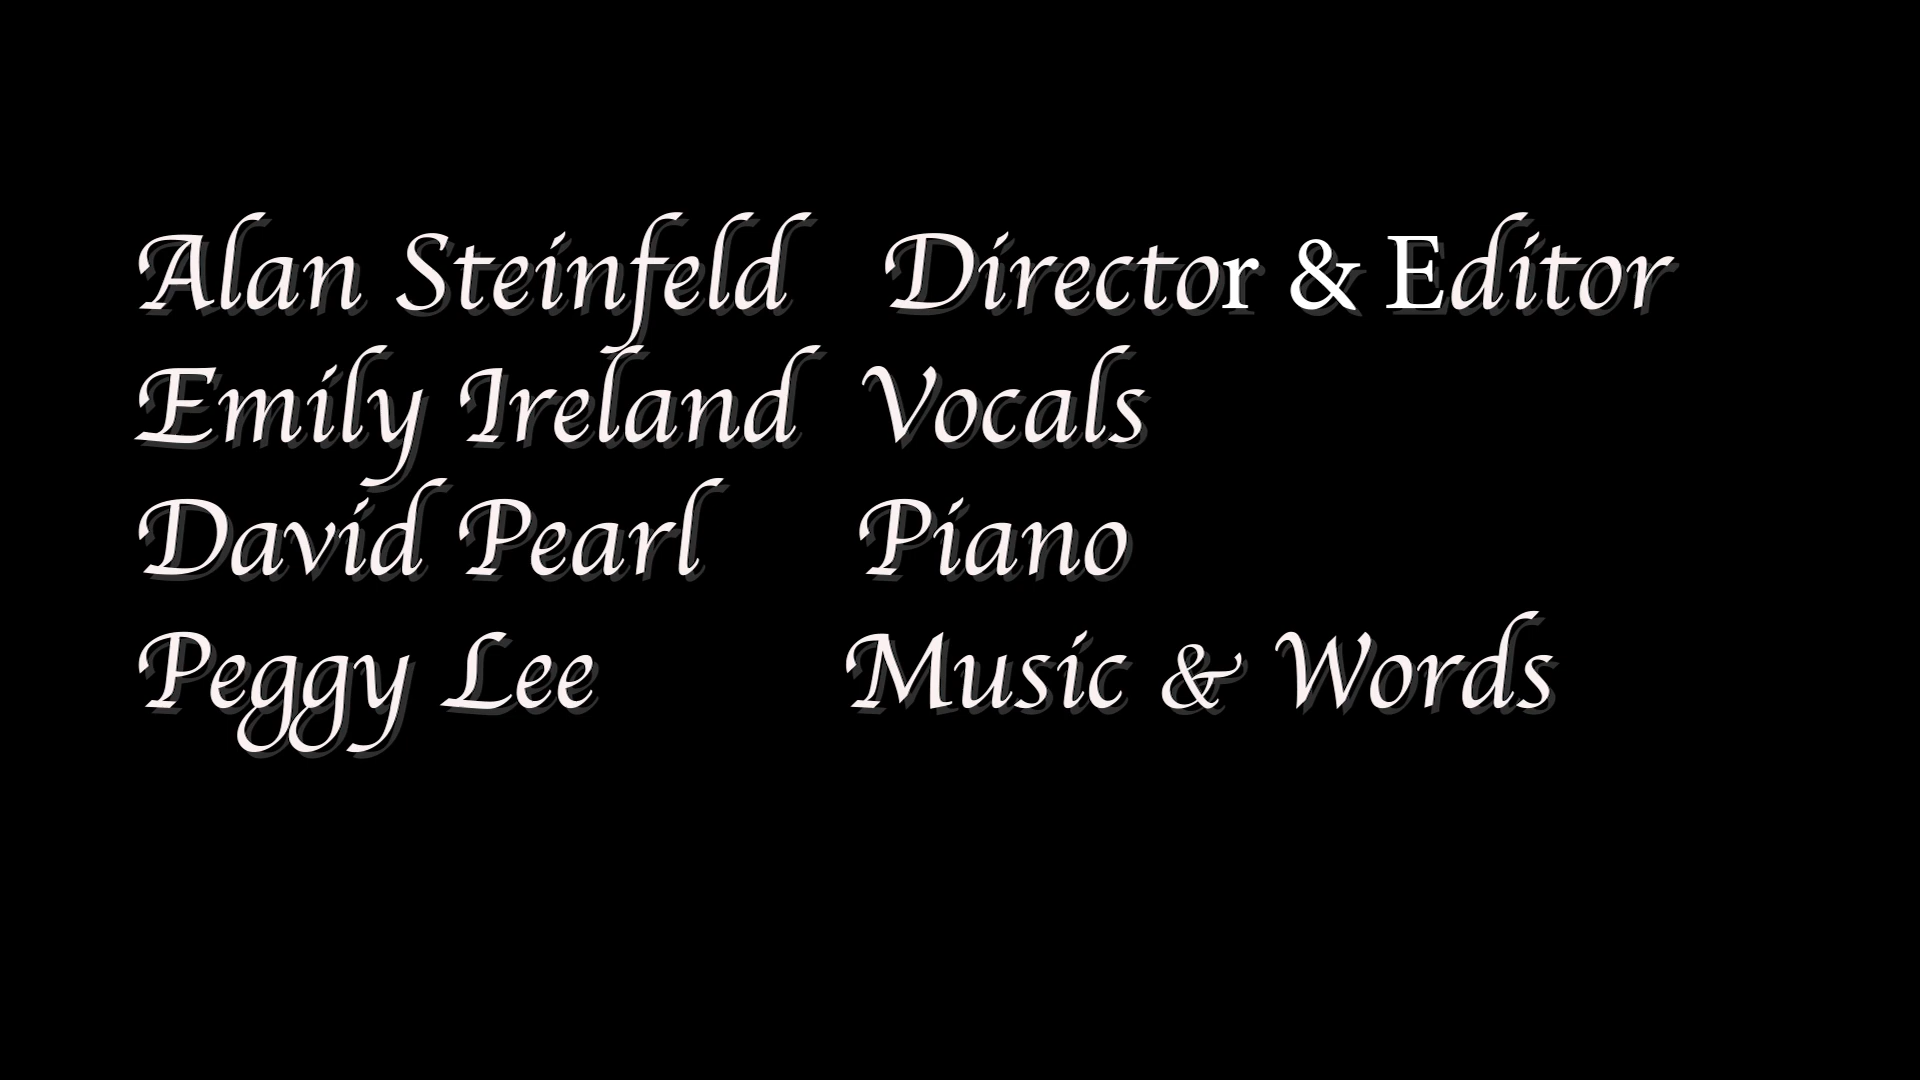 Alan Steinfeld Director & Editor
Emily Ireland Vocals
David Pearl Piano
Peggy Lee Music & Words